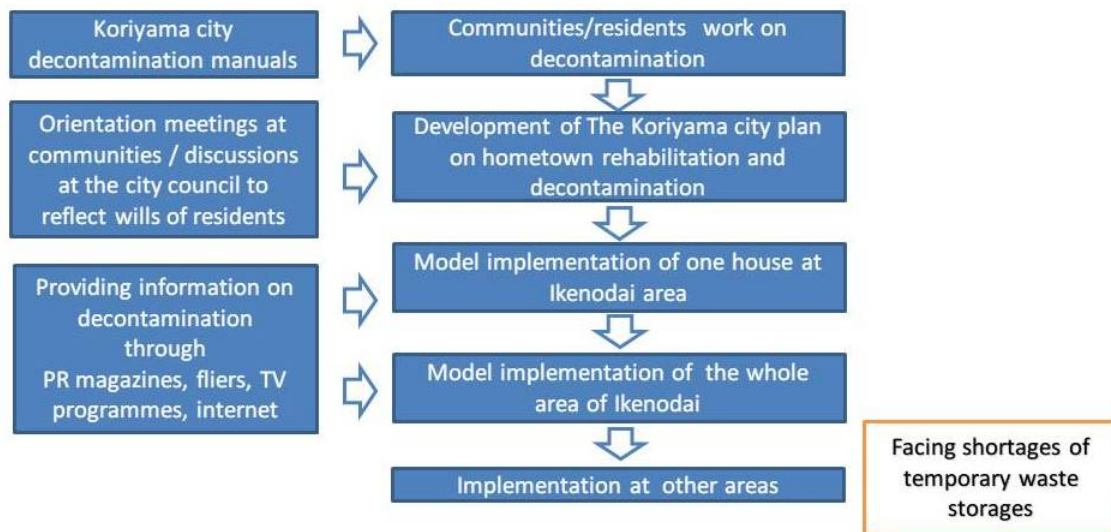 Koriyama city
decontamination manuals
Communities/residents work on
decontamination
Orientation meetings at
communities / discussions
at the city council to
reflect wills of residents
Development of The Koriyama city plan
on hometown rehabilitation and
decontamination
Providing information on
decontamination
through
PR magazines, fliers, TV
programmes, internet
Model implementation of one house at
Ikenodai area
Model implementation of the whole
area of Ikenodai
Implementation at other areas
Facing shortages of
temporary waste
storages